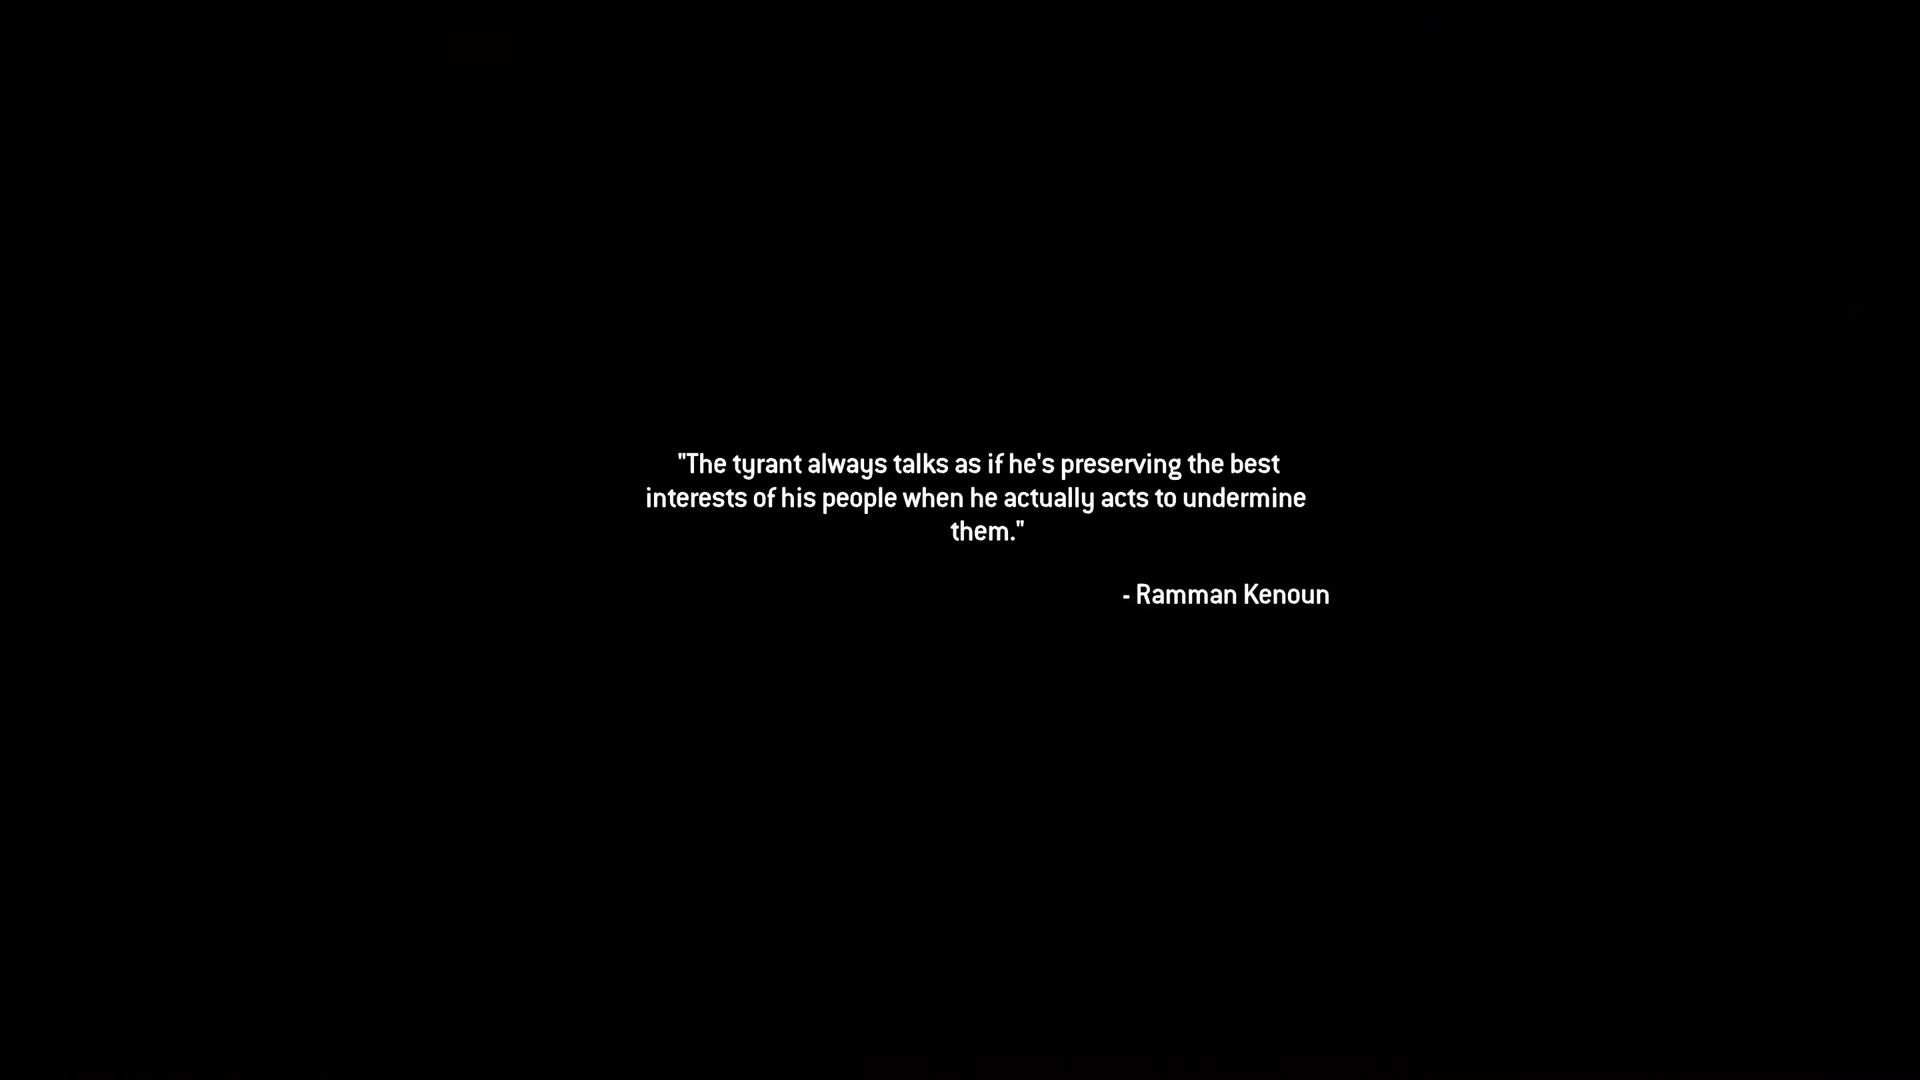 "The tyrant always talks as if he's preserving the best
interests of his people when he actually acts to undermine
them."
- Ramman Kenoun